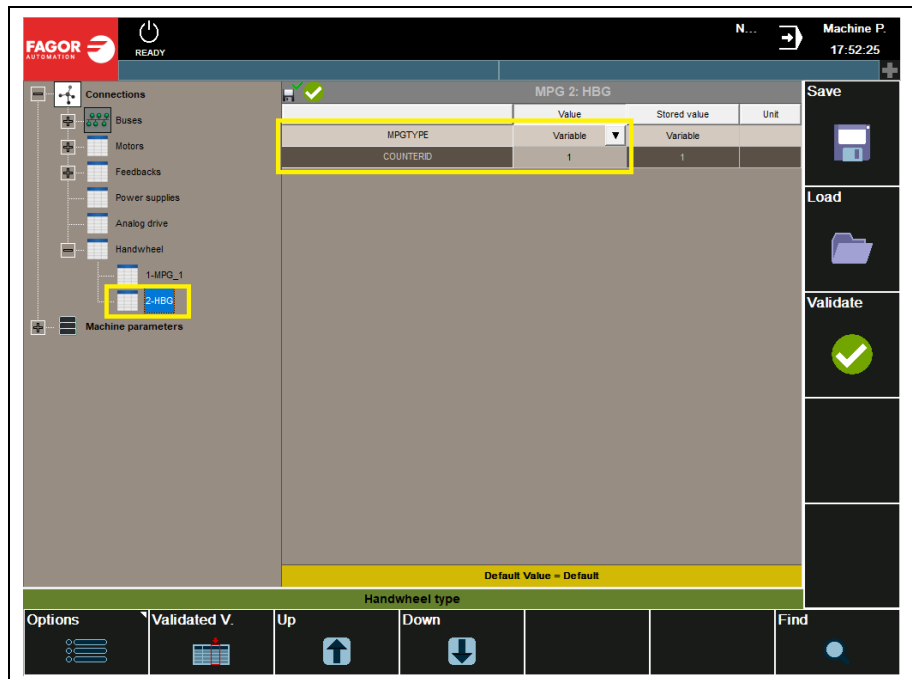 FAGOR
AUTOMATION
READY
N...
Machine P.
17:52:25
Connections
Buses
Motors
Feedbacks
Power supplies
Analog drive
Handwheel
1-MPG_1
2-HBG
Machine parameters
MPG 2: HBG
Value Stored value Unit
MPGTYPE Variable Variable
COUNTERID 1 1
Default Value = Default
Handwheel type
Save
Load
Validate
Options Validated V. Up Down Find